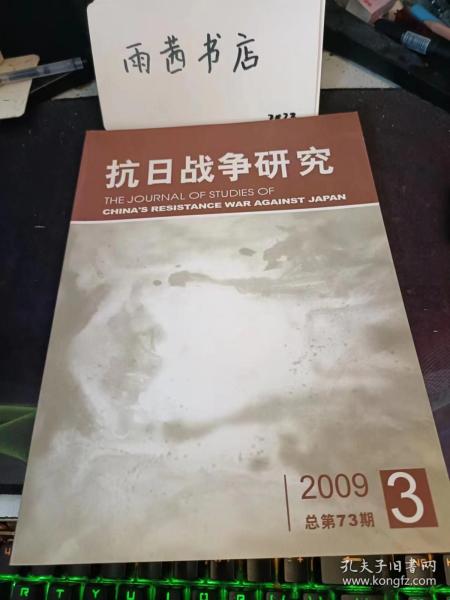 雨茜书店
抗日战争研究
THE JOURNAL OF STUDIES OF
CHINA'S RESISTANCE WAR AGAINST JAPAN
2009
3
总第73期
孔夫子旧书网
www.kongfz.com